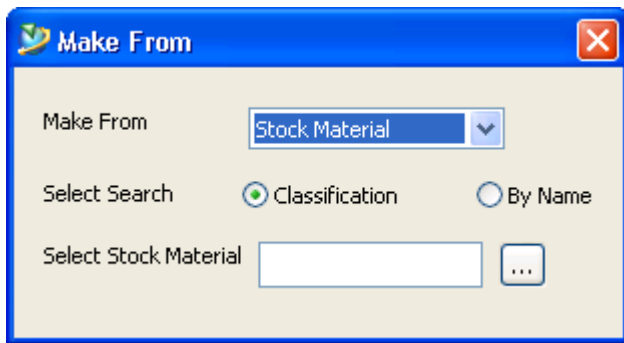 Make From
Make From Stock Material
Select Search Classification By Name
Select Stock Material ...